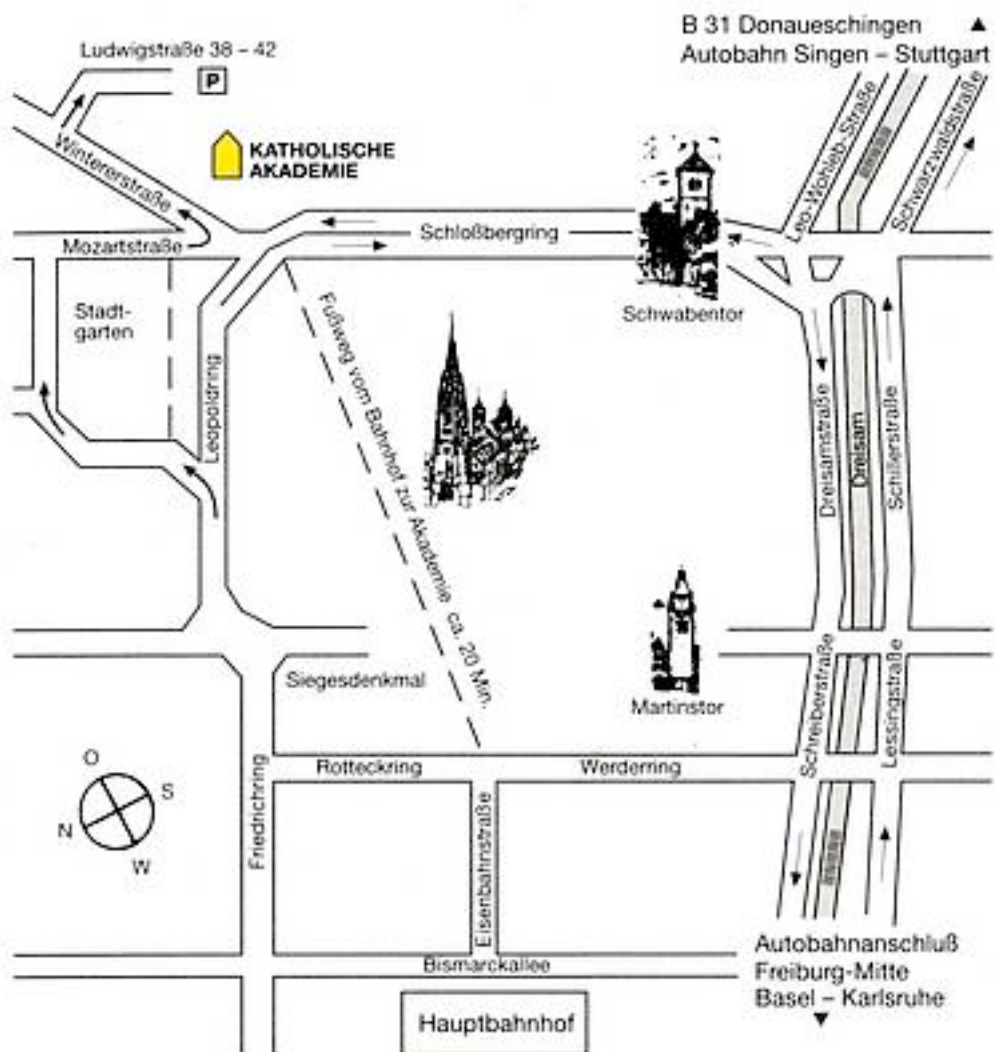 B 31 Donaueschingen ▲
Autobahn Singen – Stuttgart
Ludwigstraße 38 – 42
P
KATHOLISCHE
AKADEMIE
Wintererstraße
Mozartstraße
Schloßbergring
Leo-Wohleb-Straße
Schwarzwaldstraße
Schwabentor
Stadt-
garten
Leopoldring
Fußweg vom Bahnhof zur Akademie ca. 20 Min.
Dreisamstraße
Dreisam
Schillerstraße
Siegesdenkmal
Martinstor
Schreiberstraße
Lessingstraße
Rotteckring
Werderring
O
S
N
W
Friedrichring
Eisenbahnstraße
Bismarckallee
Hauptbahnhof
Autobahnanschluß
Freiburg-Mitte
Basel – Karlsruhe
▼